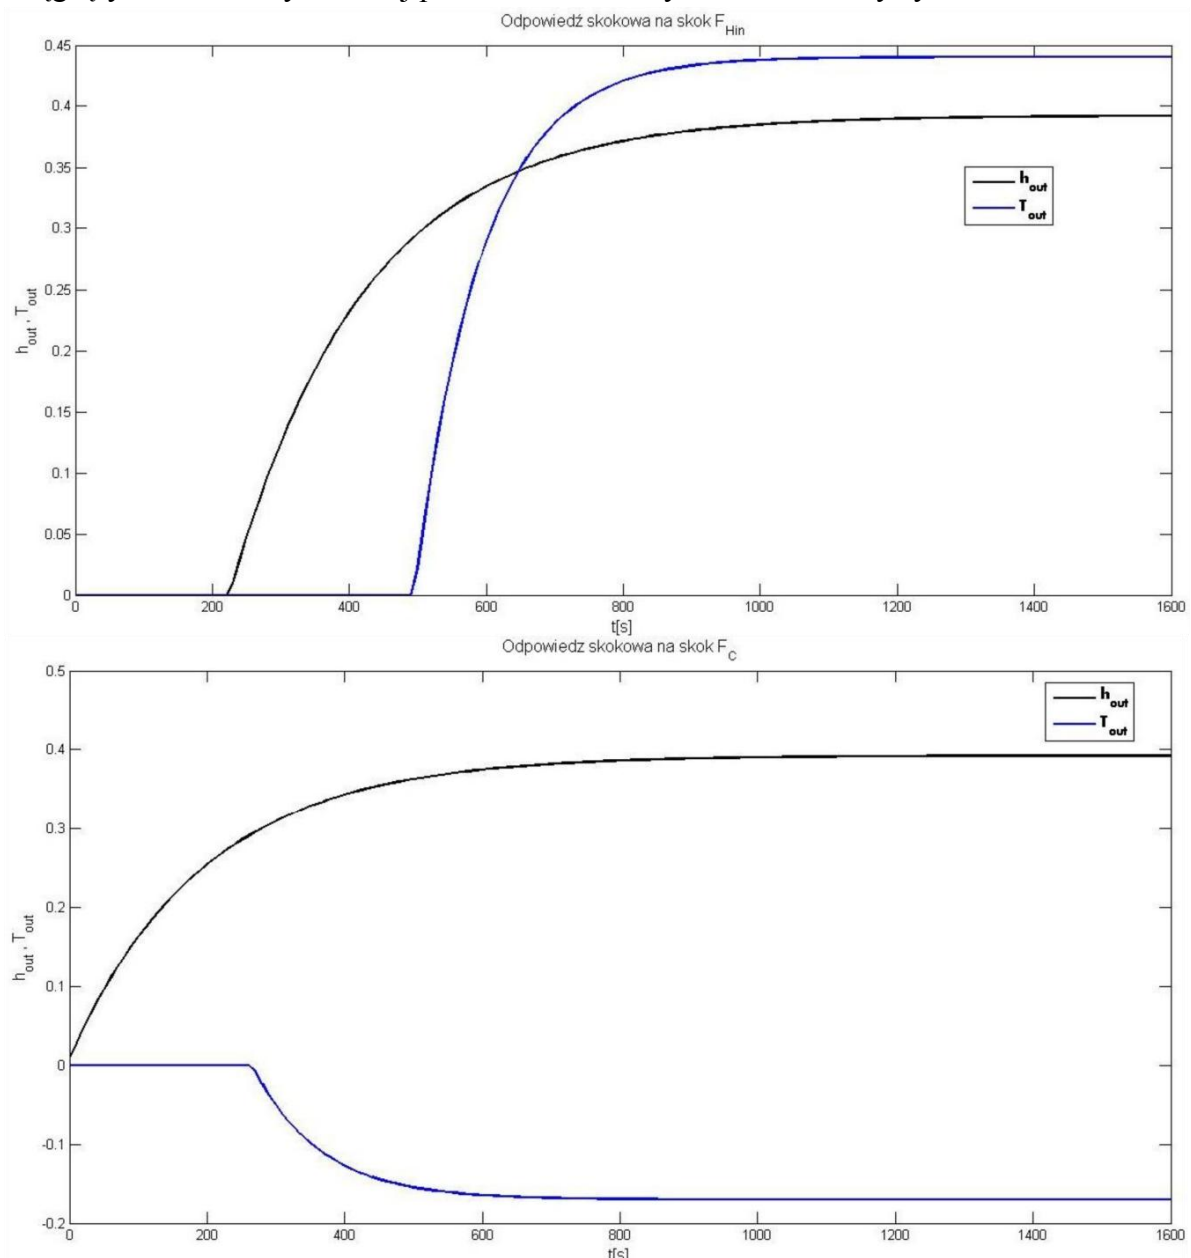 Odpowiedź skokowa na skok F_Hin
0.45
0.4
0.35
0.3
0.25
0.2
0.15
0.1
0.05
0
h_out , T_out
h_out
T_out
0 200 400 600 800 1000 1200 1400 1600
t[s]
Odpowiedz skokowa na skok F_C
0.5
0.4
0.3
0.2
0.1
0
-0.1
-0.2
h_out , T_out
h_out
T_out
0 200 400 600 800 1000 1200 1400 1600
t[s]